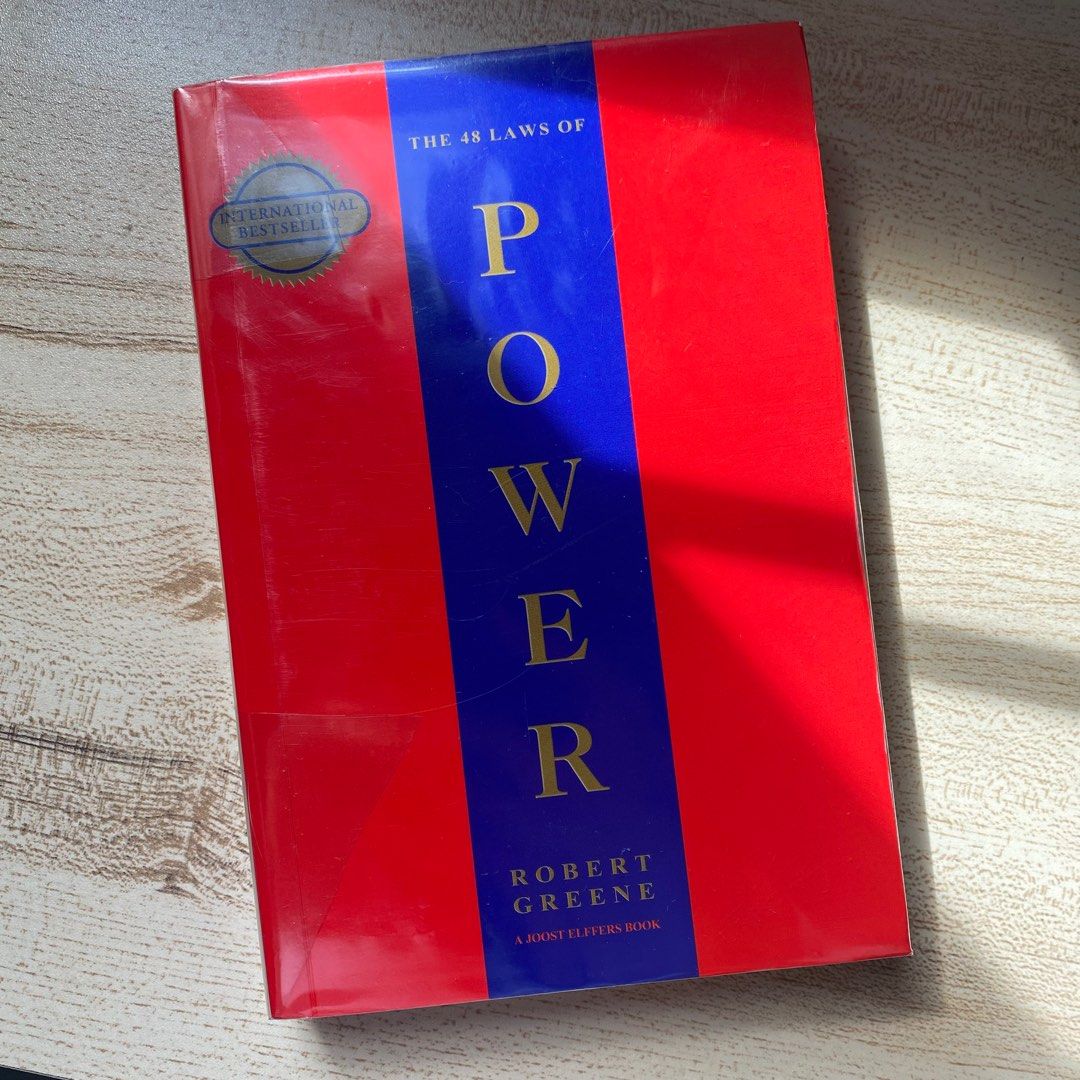 THE 48 LAWS OF
INTERNATIONAL
BESTSELLER
P
O
W
E
R
ROBERT
GREENE
A JOOST ELFFERS BOOK